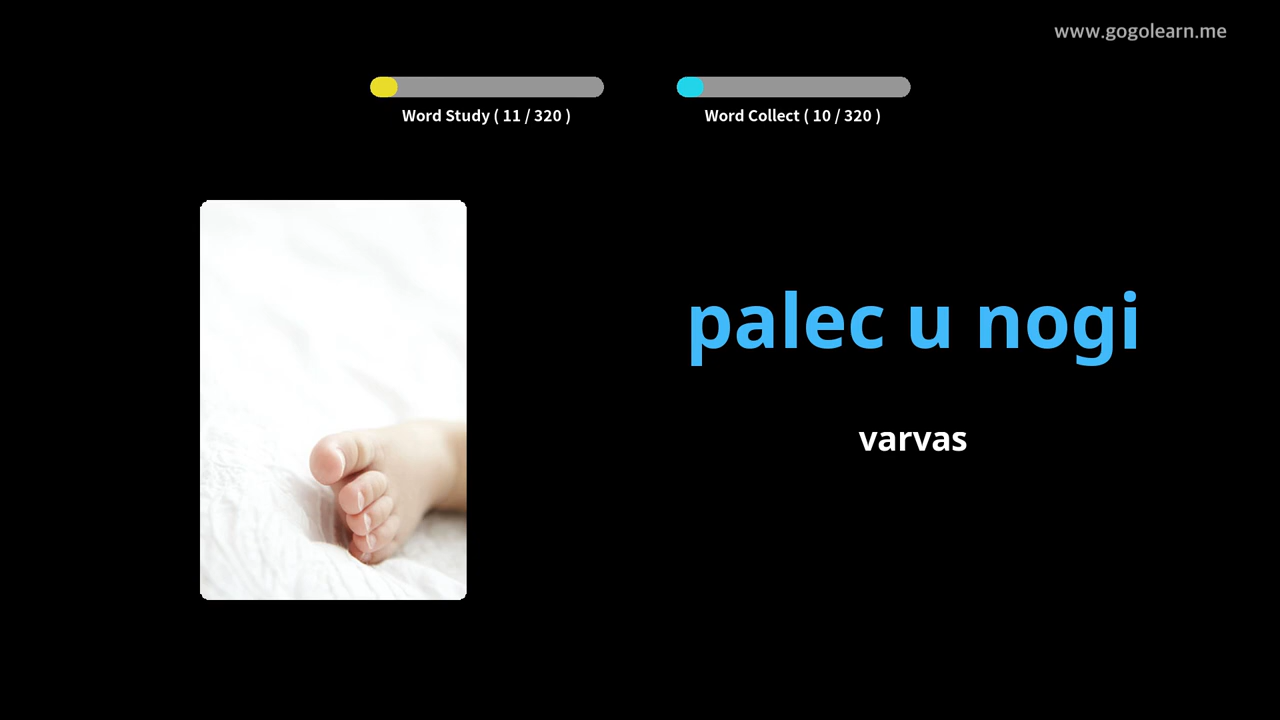 www.gogolearn.me
Word Study ( 11 / 320 )
Word Collect ( 10 / 320 )
palec u nogi
varvas